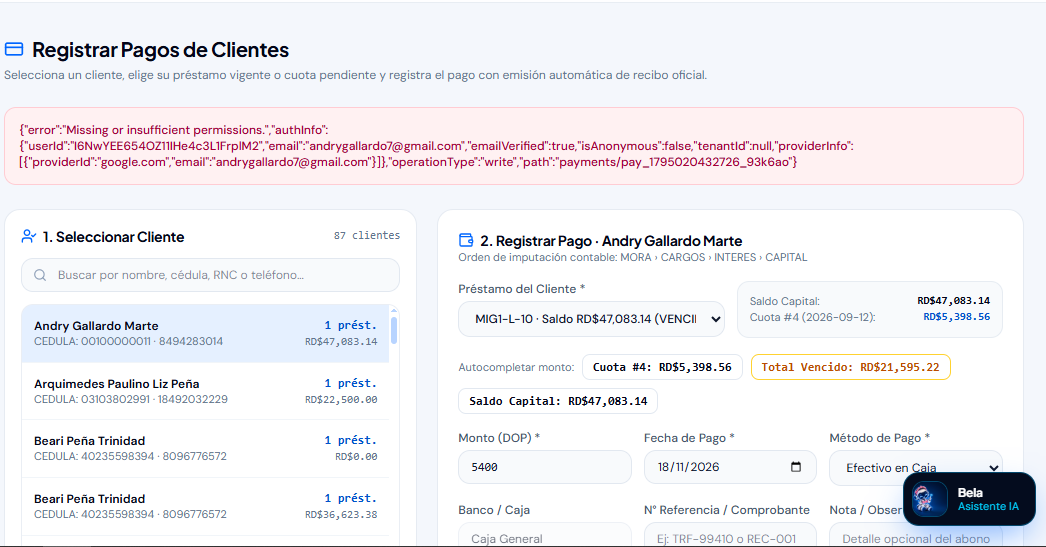 Registrar Pagos de Clientes
Selecciona un cliente, elige su préstamo vigente o cuota pendiente y registra el pago con emisión automática de recibo oficial.
{"error":"Missing or insufficient permissions.","authInfo":
{"userId":"I6NwYEE654OZ11IHe4c3L1FrplM2","email":"andrygallardo7@gmail.com","emailVerified":true,"isAnonymous":false,"tenantId":null,"providerInfo":
[{"providerId":"google.com","email":"andrygallardo7@gmail.com"}]},"operationType":"write","path":"payments/pay_1795020432726_93k6ao"}
1. Seleccionar Cliente
87 clientes
Buscar por nombre, cédula, RNC o teléfono...
Andry Gallardo Marte
1 prést.
CEDULA: 00100000011 · 8494283014
RD$47,083.14
Arquimedes Paulino Liz Peña
1 prést.
CEDULA: 03103802991 · 18492032229
RD$22,500.00
Beari Peña Trinidad
1 prést.
CEDULA: 40235598394 · 8096776572
RD$0.00
Beari Peña Trinidad
1 prést.
CEDULA: 40235598394 · 8096776572
RD$36,623.38
2. Registrar Pago · Andry Gallardo Marte
Orden de imputación contable: MORA › CARGOS › INTERES › CAPITAL
Préstamo del Cliente *
MIG1-L-10 · Saldo RD$47,083.14 (VENCI
Saldo Capital:
RD$47,083.14
Cuota #4 (2026-09-12):
RD$5,398.56
Autocompletar monto:
Cuota #4: RD$5,398.56
Total Vencido: RD$21,595.22
Saldo Capital: RD$47,083.14
Monto (DOP) *
Fecha de Pago *
Método de Pago *
5400
18/11/2026
Efectivo en Caja
Banco / Caja
N° Referencia / Comprobante
Nota / Obser
Caja General
Ej: TRF-99410 o REC-001
Detalle opcional del abono
Bela
Asistente IA